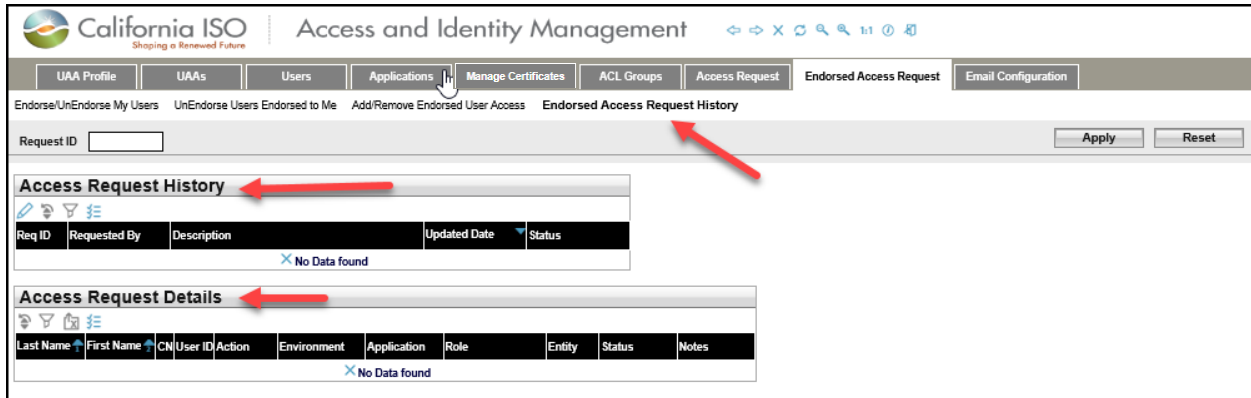 California ISO
Shaping a Renewed Future
Access and Identity Management
1:1
UAA Profile UAAs Users Applications Manage Certificates ACL Groups Access Request Endorsed Access Request Email Configuration
Endorse/UnEndorse My Users UnEndorse Users Endorsed to Me Add/Remove Endorsed User Access Endorsed Access Request History
Request ID Apply Reset
Access Request History
Req ID Requested By Description Updated Date Status
No Data found
Access Request Details
Last Name First Name CN User ID Action Environment Application Role Entity Status Notes
No Data found